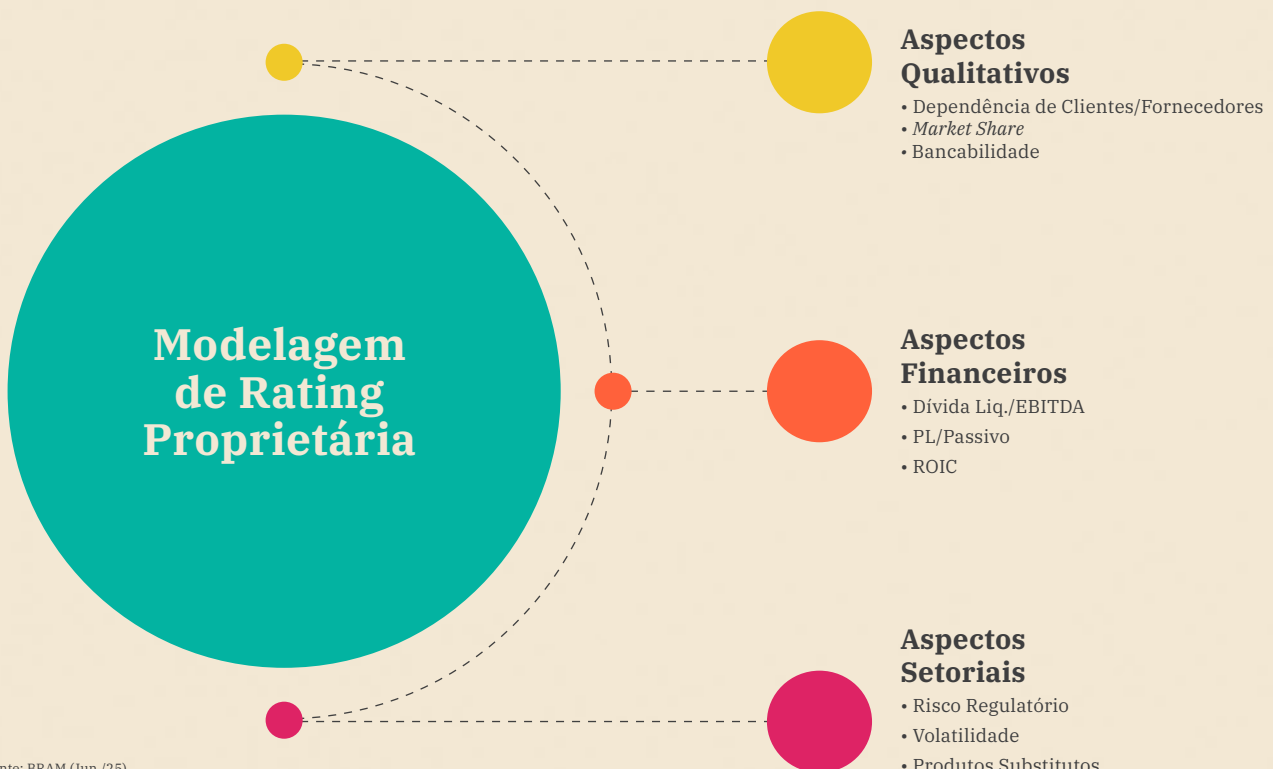 Modelagem
de Rating
Proprietária
Aspectos
Qualitativos
• Dependência de Clientes/Fornecedores
• Market Share
• Bancabilidade
Aspectos
Financeiros
• Dívida Liq./EBITDA
• PL/Passivo
• ROIC
Aspectos
Setoriais
• Risco Regulatório
• Volatilidade
• Produtos Substitutos
BRAM (Jun./25)